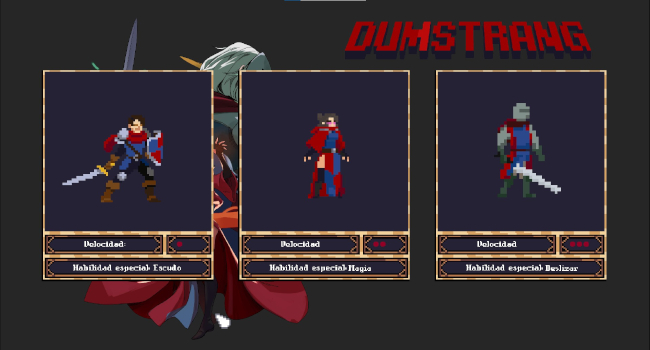 DUMSTRANG
Velocidad:
Habilidad especial: Escudo
Velocidad
Habilidad especial: Magia
Velocidad
Habilidad especial: Deslizar